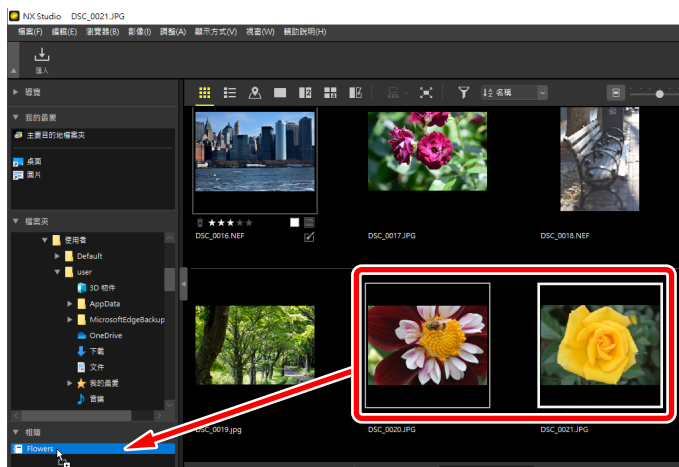 NX Studio DSC_0021.JPG
檔案(F) 編輯(E) 瀏覽器(B) 影像(I) 調整(A) 顯示方式(V) 視窗(W) 輔助說明(H)
匯入
導覽
名稱
我的最愛
主要目的地檔案夾
桌面
圖片
檔案夾
使用者
Default
user
3D 物件
AppData
MicrosoftEdgeBackup
OneDrive
下載
文件
我的最愛
音樂
相簿
Flowers
DSC_0016.NEF
DSC_0017.JPG
DSC_0018.NEF
DSC_0019.jpg
DSC_0020.JPG
DSC_0021.JPG